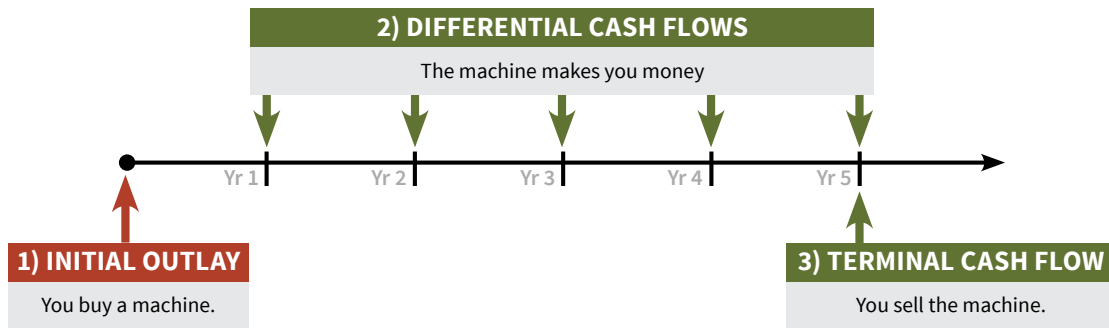 2) DIFFERENTIAL CASH FLOWS
The machine makes you money
Yr 1
Yr 2
Yr 3
Yr 4
Yr 5
1) INITIAL OUTLAY
You buy a machine.
3) TERMINAL CASH FLOW
You sell the machine.